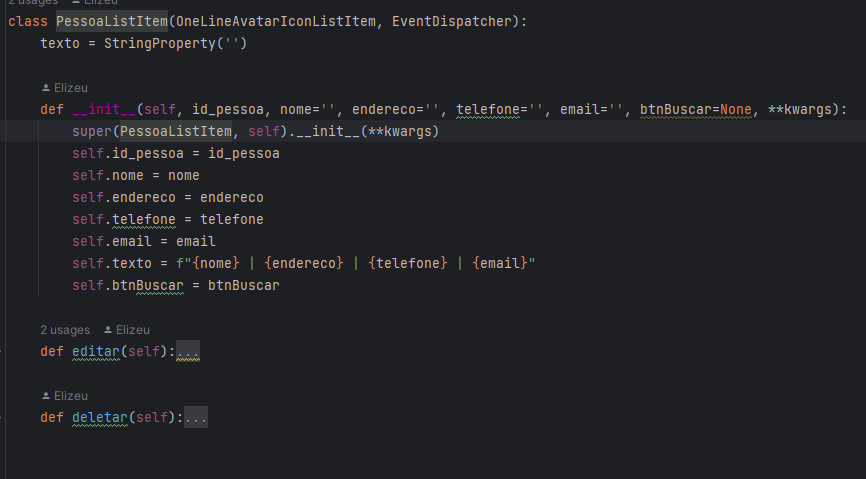 2 usages Elizeu
class PessoaListItem(OneLineAvatarIconListItem, EventDispatcher):
    texto = StringProperty('')
Elizeu
    def __init__(self, id_pessoa, nome='', endereco='', telefone='', email='', btnBuscar=None, **kwargs):
        super(PessoaListItem, self).__init__(**kwargs)
        self.id_pessoa = id_pessoa
        self.nome = nome
        self.endereco = endereco
        self.telefone = telefone
        self.email = email
        self.texto = f"{nome} | {endereco} | {telefone} | {email}"
        self.btnBuscar = btnBuscar
2 usages Elizeu
    def editar(self):...
Elizeu
    def deletar(self):...